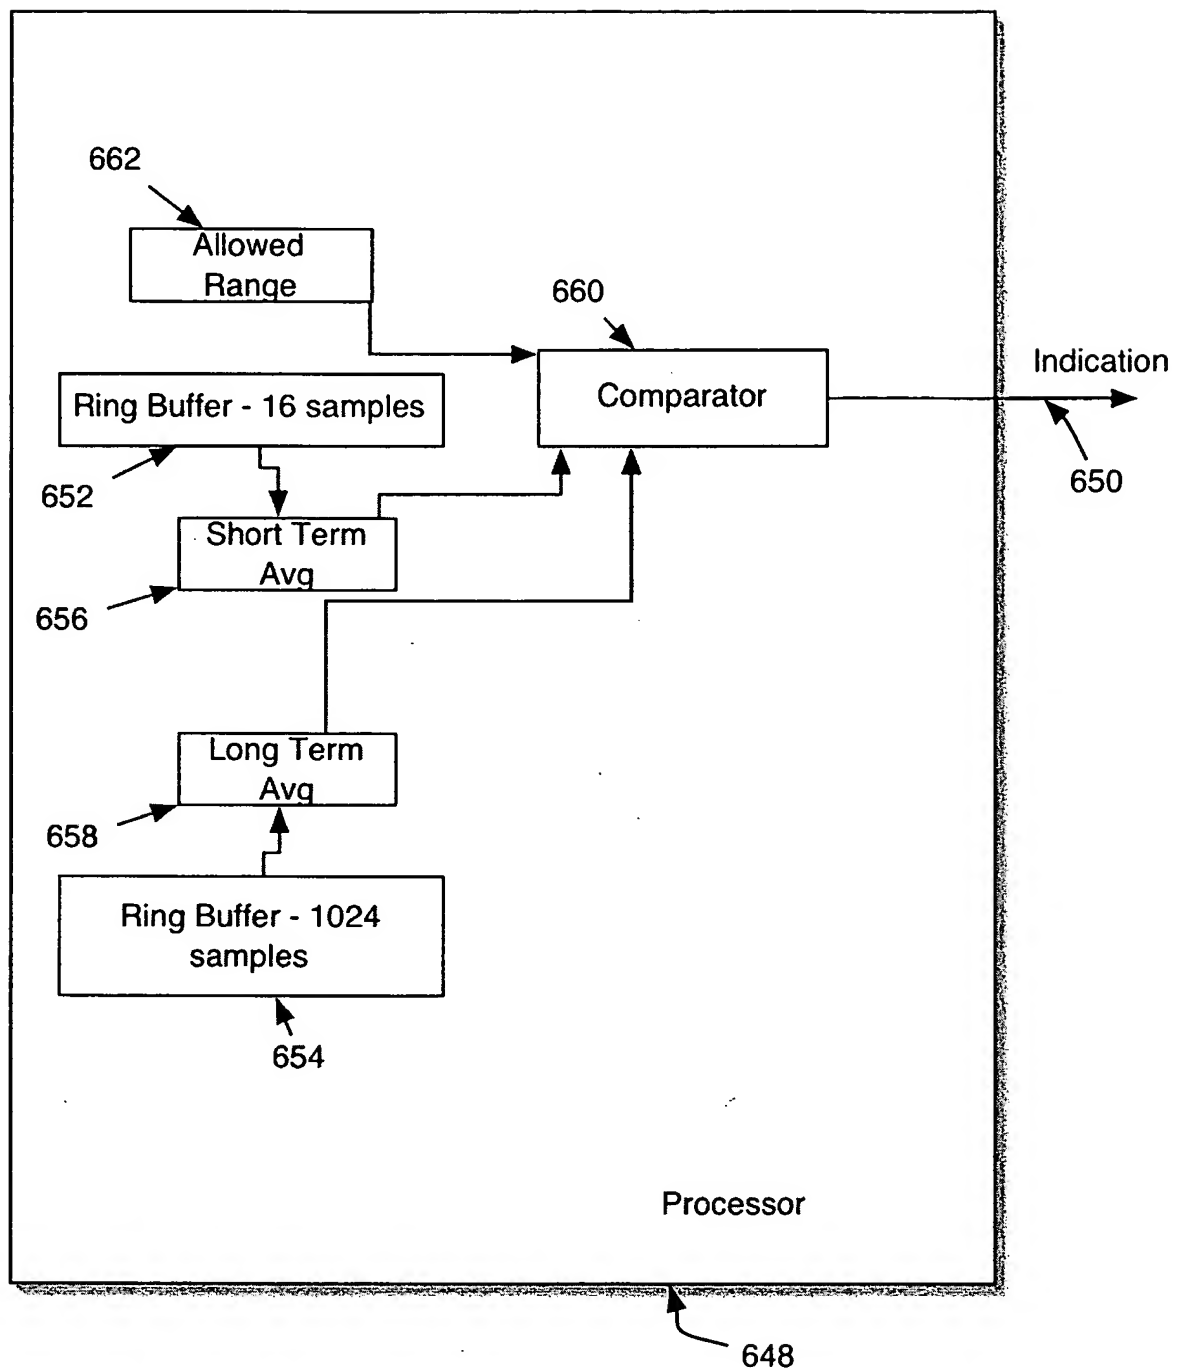 662
Allowed
Range
660
Indication
Comparator
Ring Buffer - 16 samples
652
650
Short Term
Avg
656
Long Term
Avg
658
Ring Buffer - 1024
samples
654
Processor
648